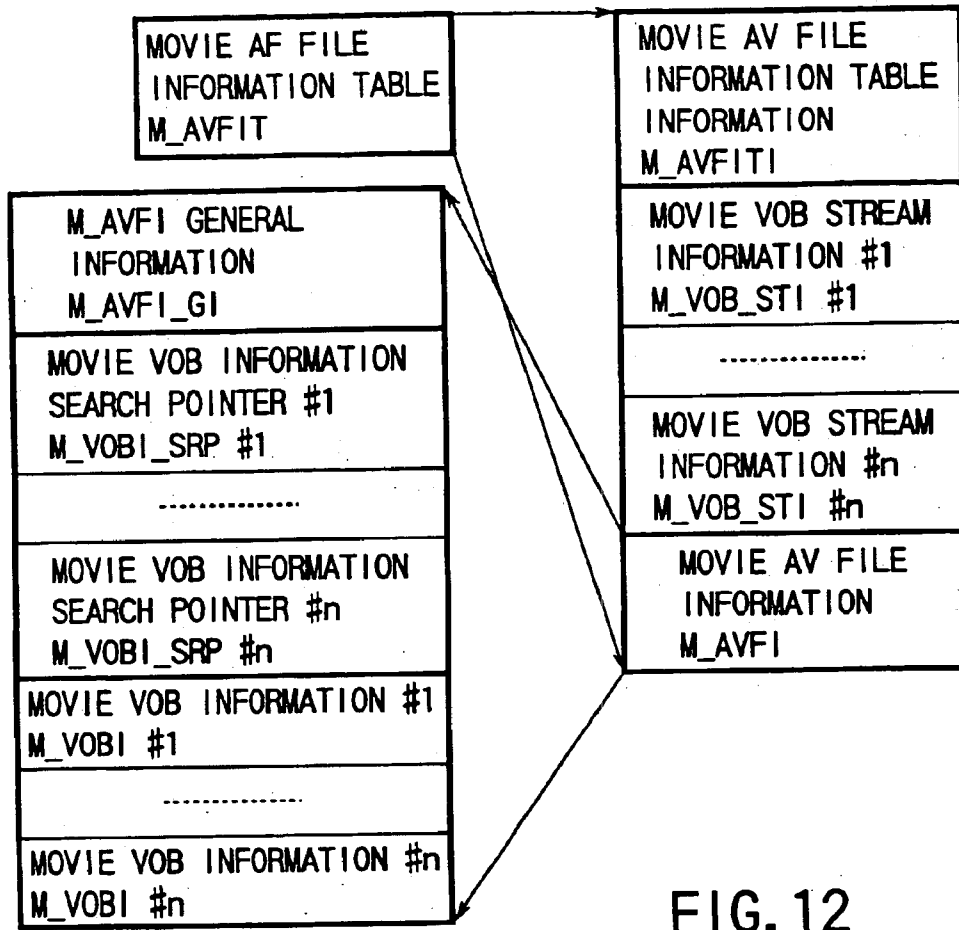 MOVIE AF FILE
INFORMATION TABLE
M_AVFIT
MOVIE AV FILE
INFORMATION TABLE
INFORMATION
M_AVFITI
MOVIE VOB STREAM
INFORMATION #1
M_VOB_STI #1
MOVIE VOB STREAM
INFORMATION #n
M_VOB_STI #n
MOVIE AV FILE
INFORMATION
M_AVFI
M_AVFI GENERAL
INFORMATION
M_AVFI_GI
MOVIE VOB INFORMATION
SEARCH POINTER #1
M_VOBI_SRP #1
MOVIE VOB INFORMATION
SEARCH POINTER #n
M_VOBI_SRP #n
MOVIE VOB INFORMATION #1
M_VOBI #1
MOVIE VOB INFORMATION #n
M_VOBI #n
FIG. 12